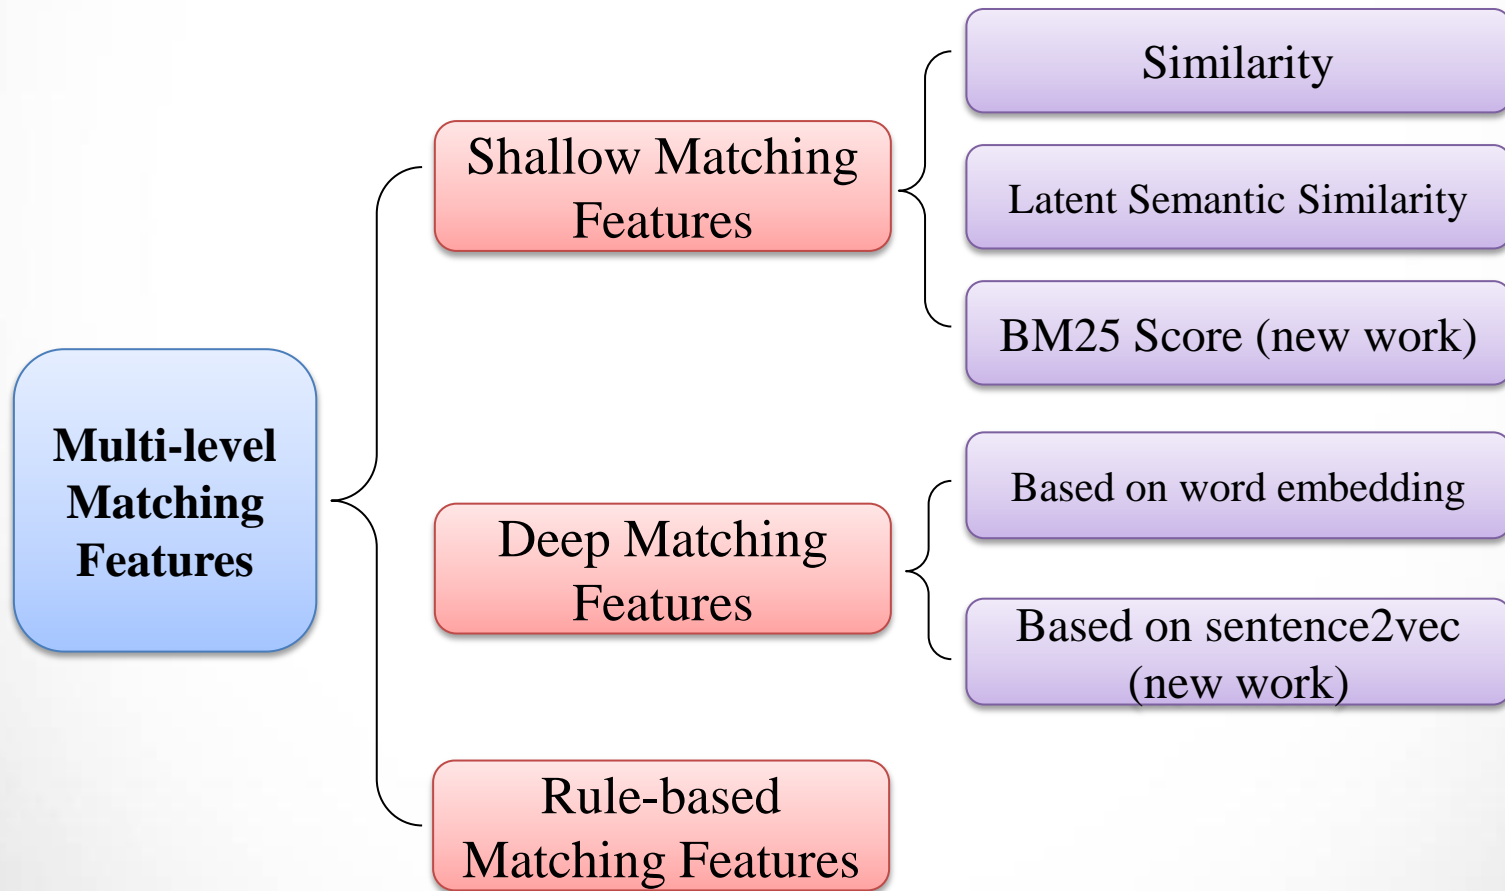 Multi-level
Matching
Features
Shallow Matching
Features
Similarity
Latent Semantic Similarity
BM25 Score (new work)
Deep Matching
Features
Based on word embedding
Based on sentence2vec
(new work)
Rule-based
Matching Features